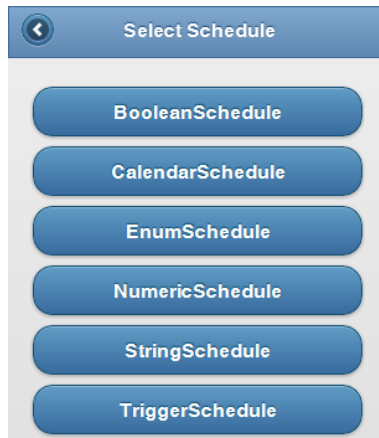 Select Schedule
BooleanSchedule
CalendarSchedule
EnumSchedule
NumericSchedule
StringSchedule
TriggerSchedule